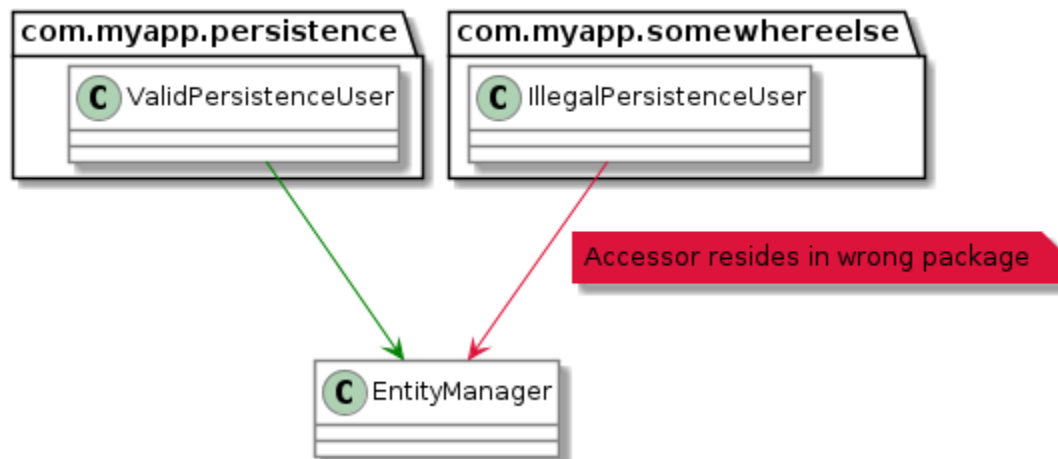 com.myapp.persistence
com.myapp.somewhereelse
C ValidPersistenceUser
C IllegalPersistenceUser
Accessor resides in wrong package
C EntityManager